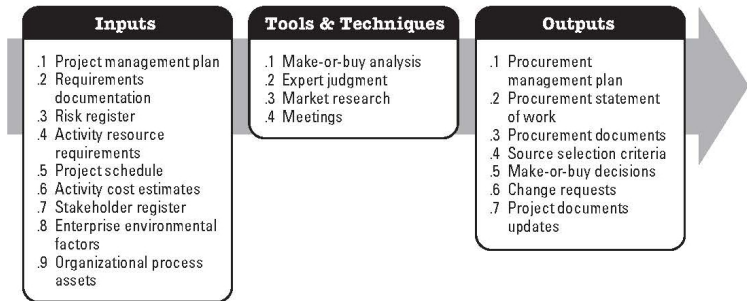 Inputs
.1 Project management plan
.2 Requirements
documentation
.3 Risk register
.4 Activity resource
requirements
.5 Project schedule
.6 Activity cost estimates
.7 Stakeholder register
.8 Enterprise environmental
factors
.9 Organizational process
assets
Tools & Techniques
.1 Make-or-buy analysis
.2 Expert judgment
.3 Market research
.4 Meetings
Outputs
.1 Procurement
management plan
.2 Procurement statement
of work
.3 Procurement documents
.4 Source selection criteria
.5 Make-or-buy decisions
.6 Change requests
.7 Project documents
updates